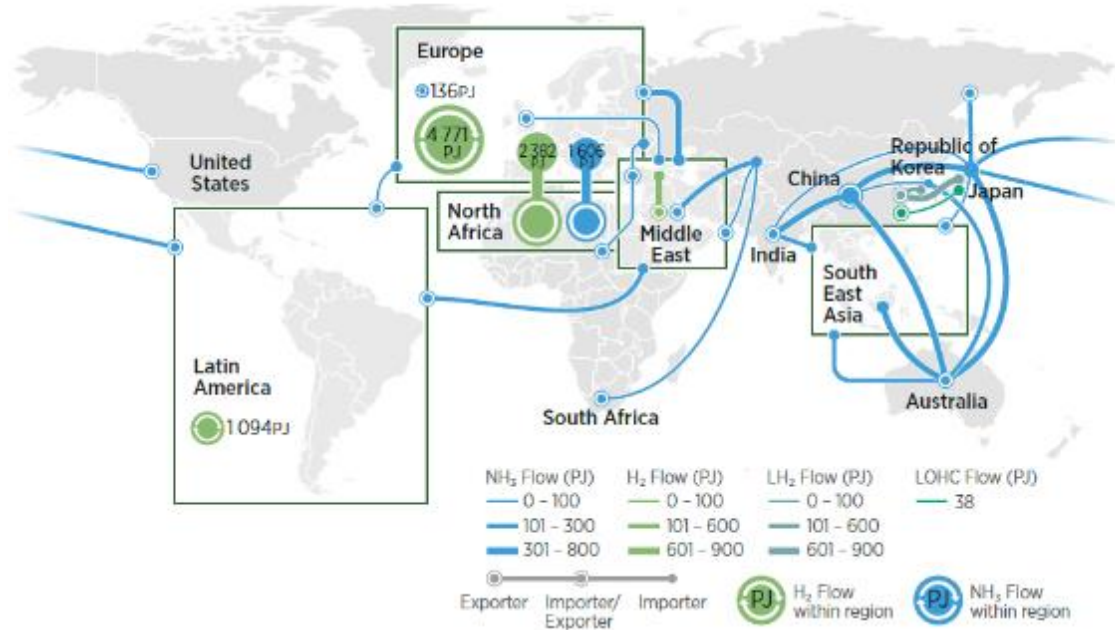 Europe
136PJ
4 771
PJ
2 382
PJ
1 606
PJ
United
States
North
Africa
Middle
East
Republic of
Korea
China
Japan
India
South
East
Asia
Latin
America
1 094PJ
South Africa
Australia
NH₃ Flow (PJ)
0 – 100
101 – 300
301 – 800
H₂ Flow (PJ)
0 – 100
101 – 600
601 – 900
LH₂ Flow (PJ)
0 – 100
101 – 600
601 – 900
LOHC Flow (PJ)
38
Exporter
Importer/
Exporter
Importer
PJ
H₂ Flow
within region
PJ
NH₃ Flow
within region